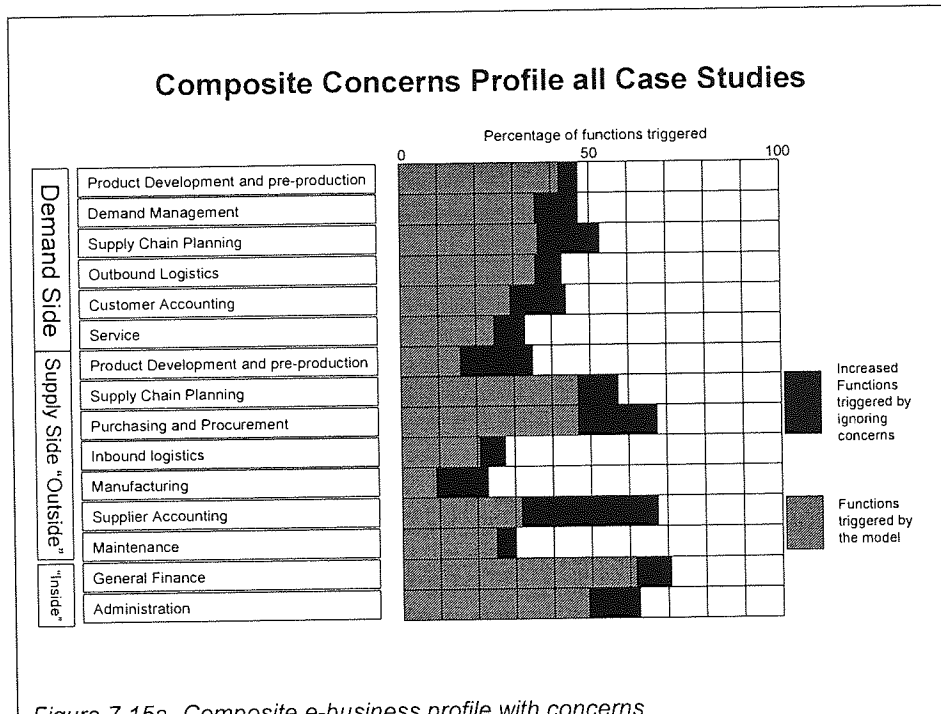 Composite Concerns Profile all Case Studies
Percentage of functions triggered
0 50 100
Demand Side
Product Development and pre-production
Demand Management
Supply Chain Planning
Outbound Logistics
Customer Accounting
Service
Supply Side "Outside"
Product Development and pre-production
Supply Chain Planning
Purchasing and Procurement
Inbound logistics
Manufacturing
Supplier Accounting
Maintenance
"Inside"
General Finance
Administration
Increased
Functions
triggered by
ignoring
concerns
Functions
triggered by
the model
Figure 7.15a Composite e-business profile with concerns